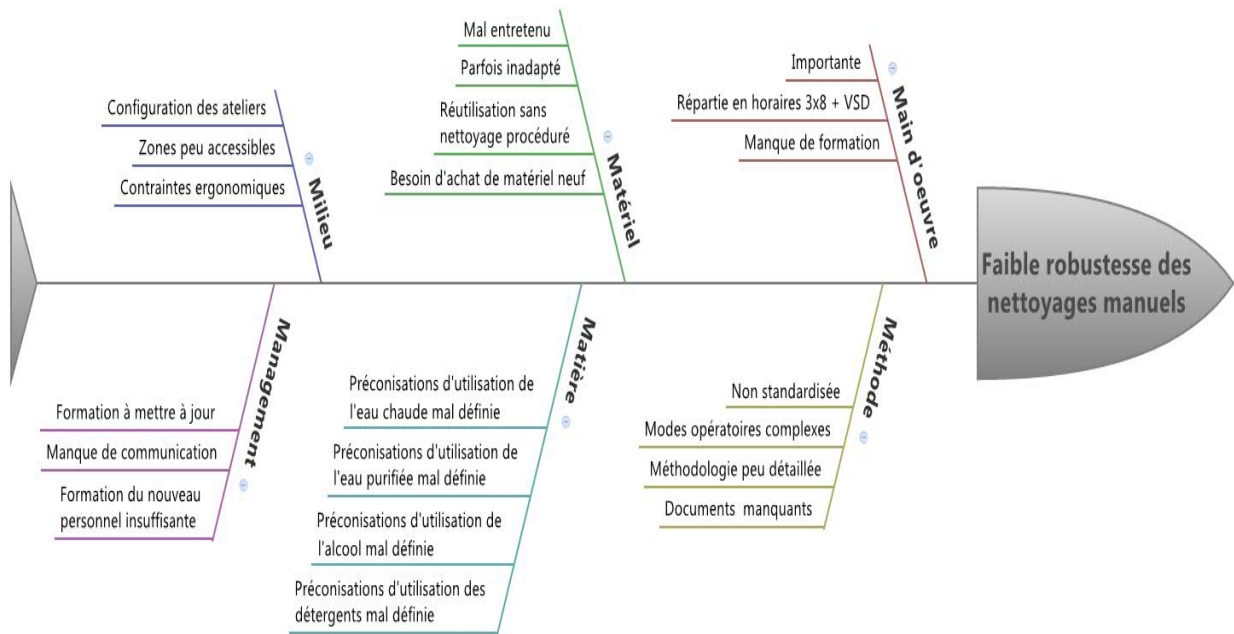 Mal entretenu
Parfois inadapté
Réutilisation sans
nettoyage procéduré
Besoin d'achat de matériel neuf
Matériel
Importante
Répartie en horaires 3x8 + VSD
Manque de formation
Main d'oeuvre
Configuration des ateliers
Zones peu accessibles
Contraintes ergonomiques
Milieu
Faible robustesse des
nettoyages manuels
Management
Formation à mettre à jour
Manque de communication
Formation du nouveau
personnel insuffisante
Matière
Préconisations d'utilisation de
l'eau chaude mal définie
Préconisations d'utilisation de
l'eau purifiée mal définie
Préconisations d'utilisation de
l'alcool mal définie
Préconisations d'utilisation des
détergents mal définie
Méthode
Non standardisée
Modes opératoires complexes
Méthodologie peu détaillée
Documents manquants